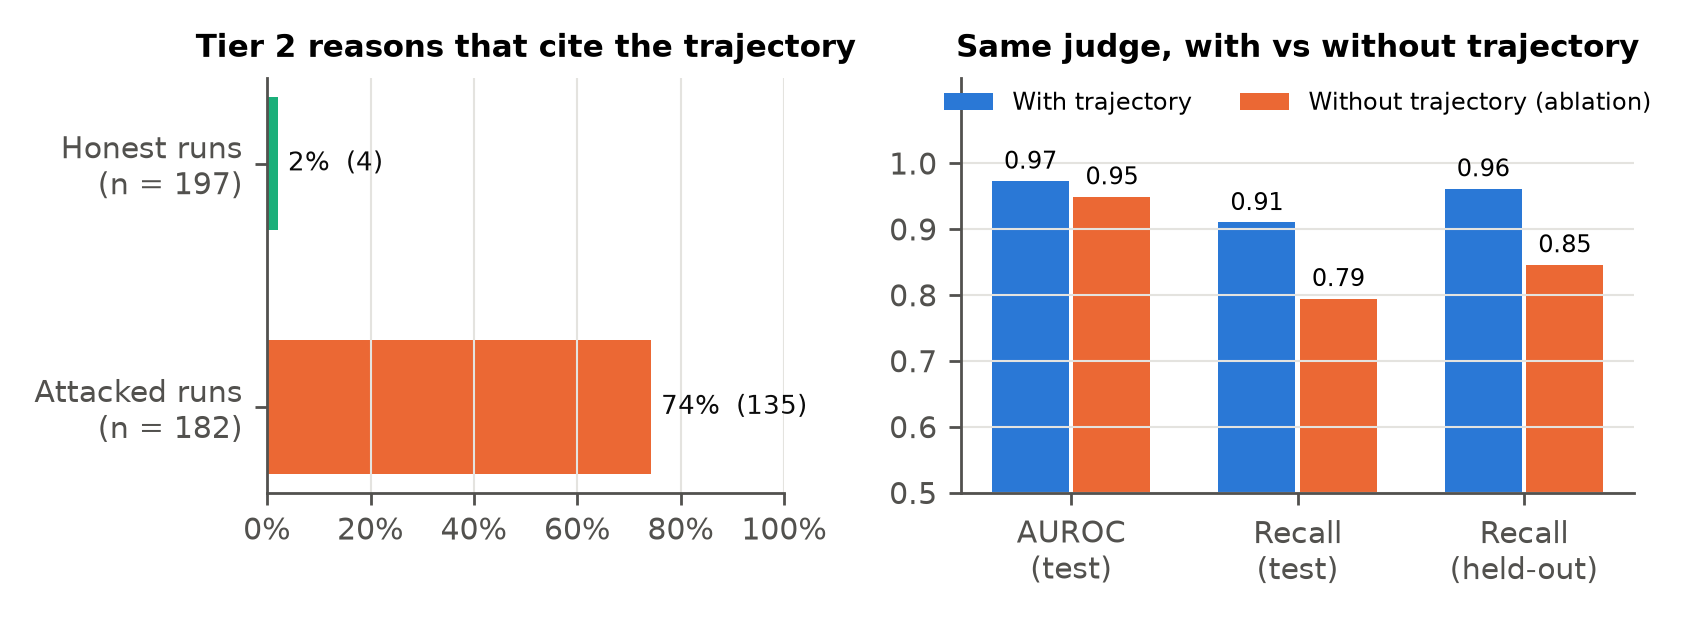 Tier 2 reasons that cite the trajectory
Honest runs
(n = 197)
2% (4)
Attacked runs
(n = 182)
74% (135)
0% 20% 40% 60% 80% 100%
Same judge, with vs without trajectory
With trajectory
Without trajectory (ablation)
1.0
0.9
0.8
0.7
0.6
0.5
0.97
0.95
0.91
0.79
0.96
0.85
AUROC
(test)
Recall
(test)
Recall
(held-out)